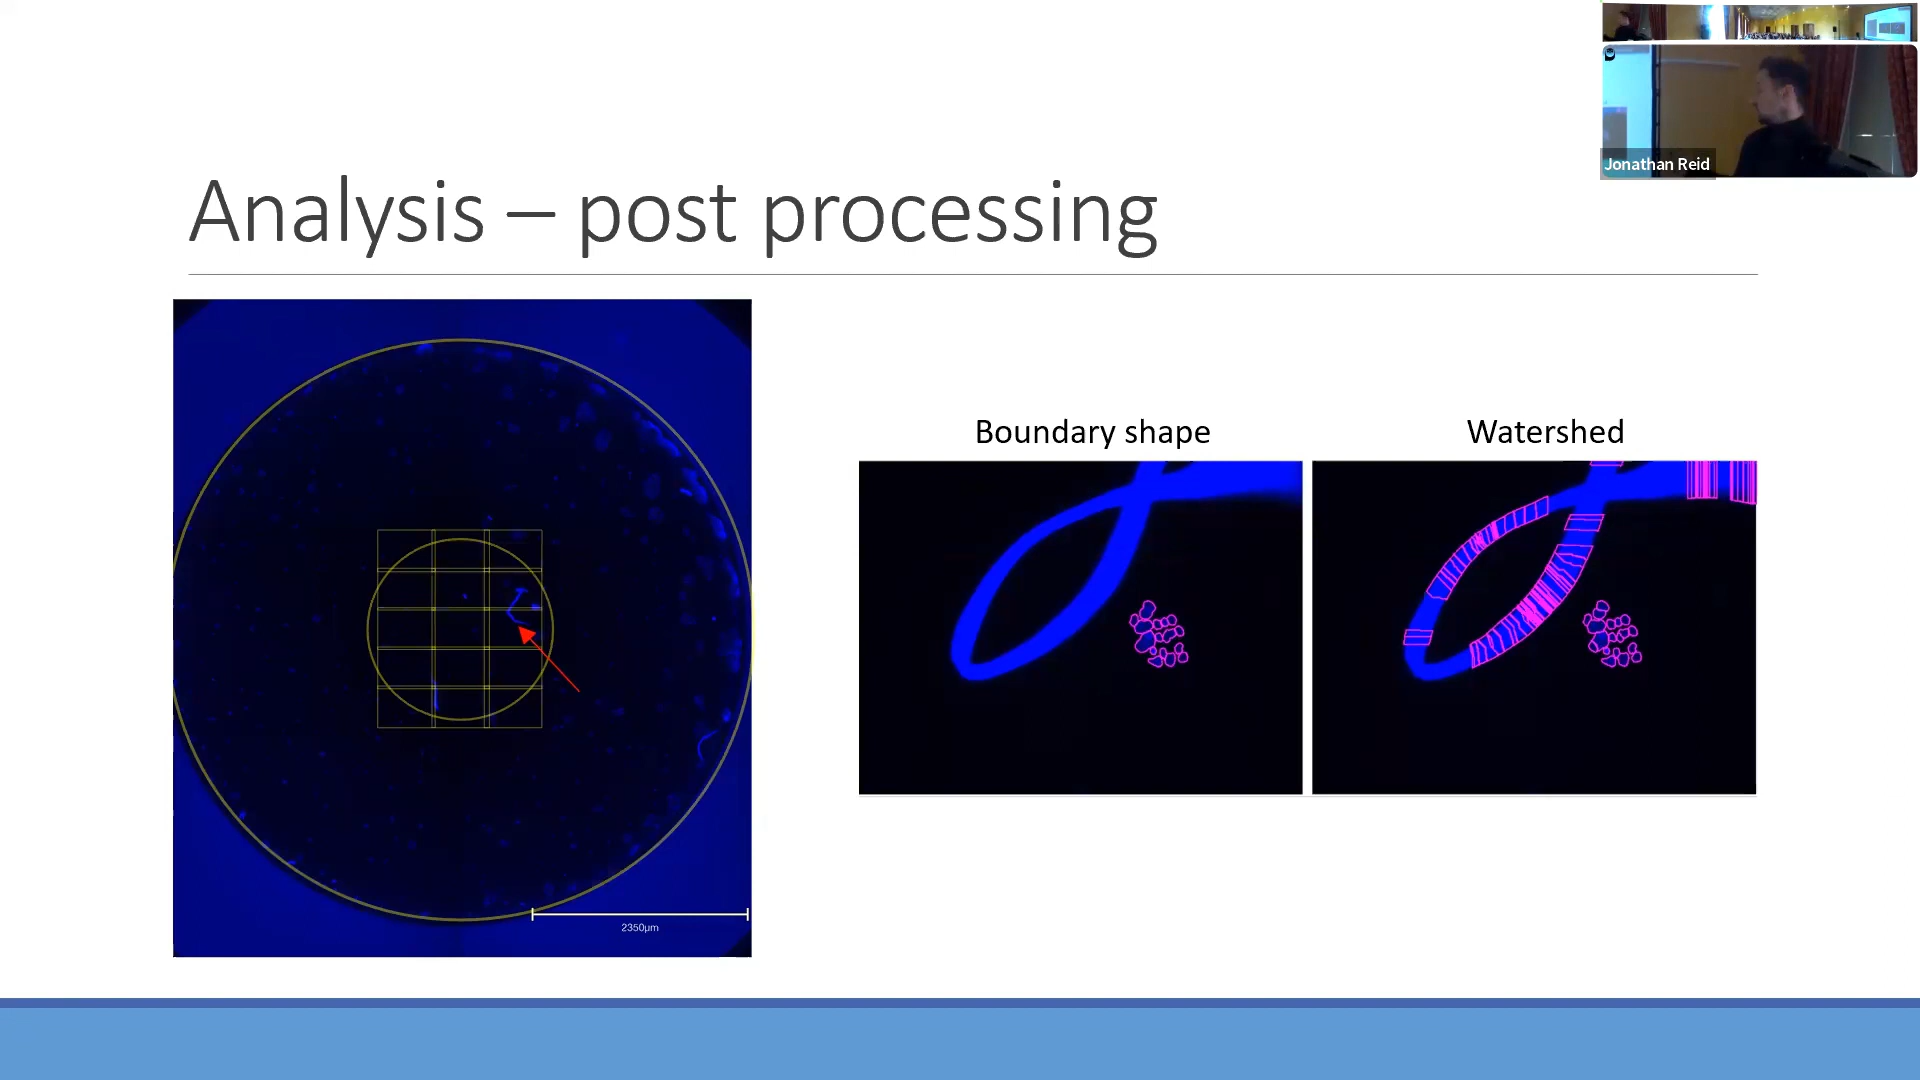 Jonathan Reid
Analysis – post processing
Boundary shape
Watershed
2350µm